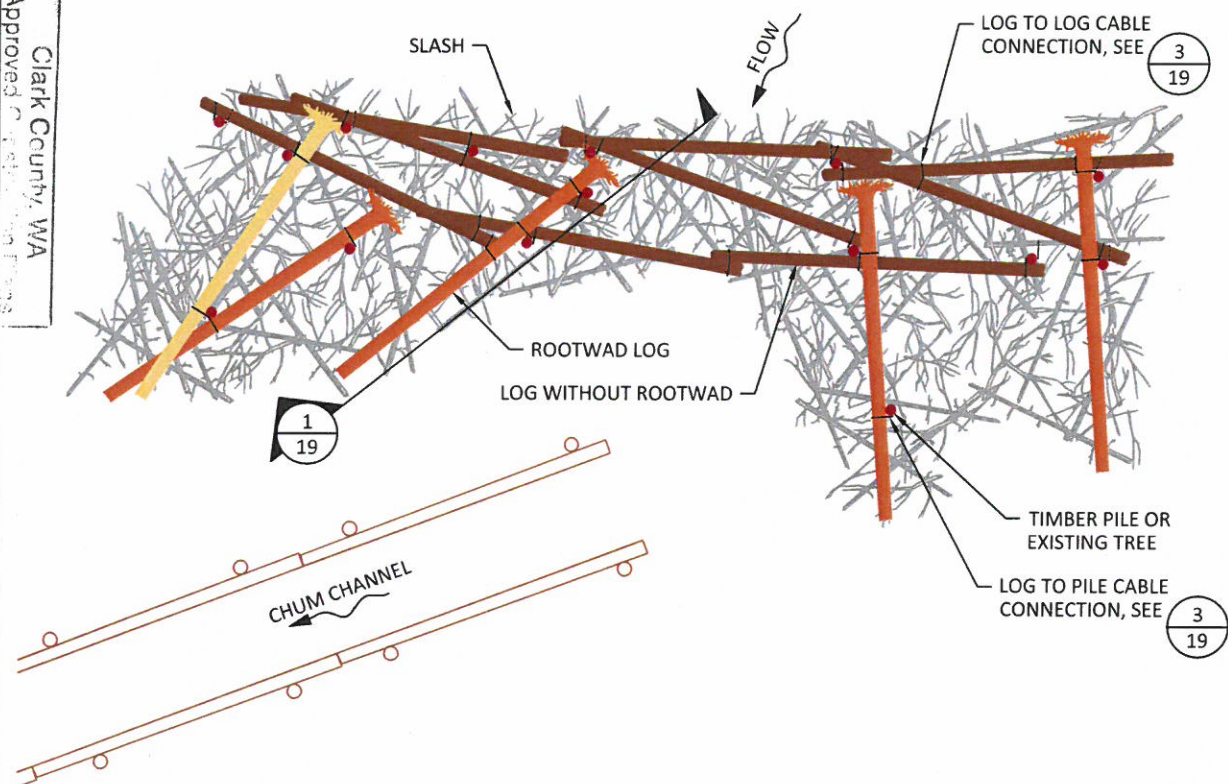 Clark County, WA
Approved
SLASH
FLOW
LOG TO LOG CABLE
CONNECTION, SEE
3
19
ROOTWAD LOG
LOG WITHOUT ROOTWAD
1
19
TIMBER PILE OR
EXISTING TREE
LOG TO PILE CABLE
CONNECTION, SEE
3
19
CHUM CHANNEL